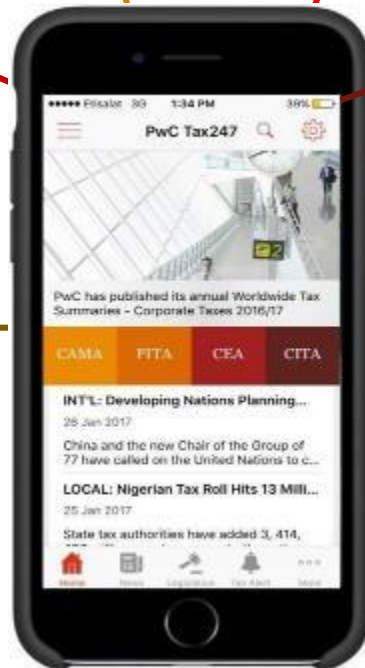 Etisalat 3G 1:34 PM 39%
PwC Tax247
2
PwC has published its annual Worldwide Tax
Summaries - Corporate Taxes 2016/17
CAMA PITA CEA CITA
INT'L: Developing Nations Planning...
26 Jan 2017
China and the new Chair of the Group of
77 have called on the United Nations to c...
LOCAL: Nigerian Tax Roll Hits 13 Milli...
25 Jan 2017
State tax authorities have added 3, 414,
Home News Legislation Tax Alert More